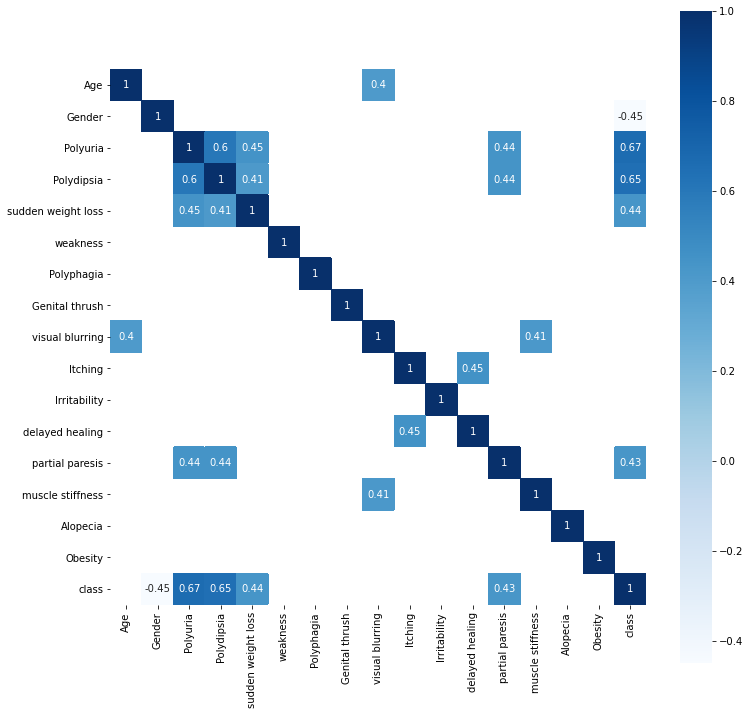 1.0
Age 1 0.4
Gender 1 -0.45
0.8
Polyuria 1 0.6 0.45 0.44 0.67
Polydipsia 0.6 1 0.41 0.44 0.65
sudden weight loss 0.45 0.41 1 0.44
0.6
weakness 1
Polyphagia 1
0.4
Genital thrush 1
visual blurring 0.4 1 0.41
0.2
Itching 1 0.45
Irritability 1
delayed healing 0.45 1
0.0
partial paresis 0.44 0.44 1 0.43
muscle stiffness 0.41 1
−0.2
Alopecia 1
Obesity 1
class -0.45 0.67 0.65 0.44 0.43 1
−0.4
Age
Gender
Polyuria
Polydipsia
sudden weight loss
weakness
Polyphagia
Genital thrush
visual blurring
Itching
Irritability
delayed healing
partial paresis
muscle stiffness
Alopecia
Obesity
class